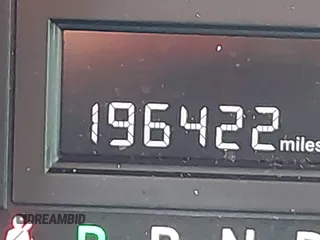 196422 miles
DREAMBID
P R N D